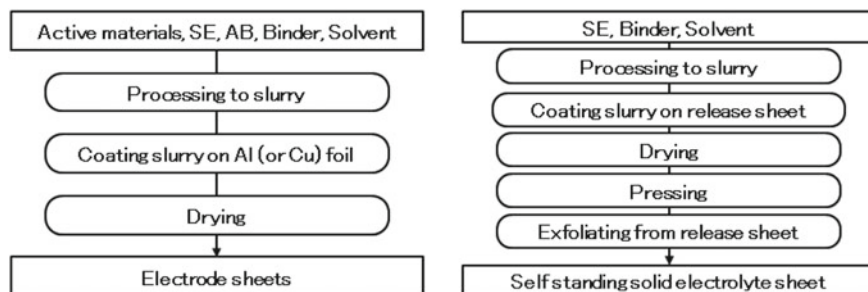 Active materials, SE, AB, Binder, Solvent
Processing to slurry
Coating slurry on Al (or Cu) foil
Drying
Electrode sheets
SE, Binder, Solvent
Processing to slurry
Coating slurry on release sheet
Drying
Pressing
Exfoliating from release sheet
Self standing solid electrolyte sheet